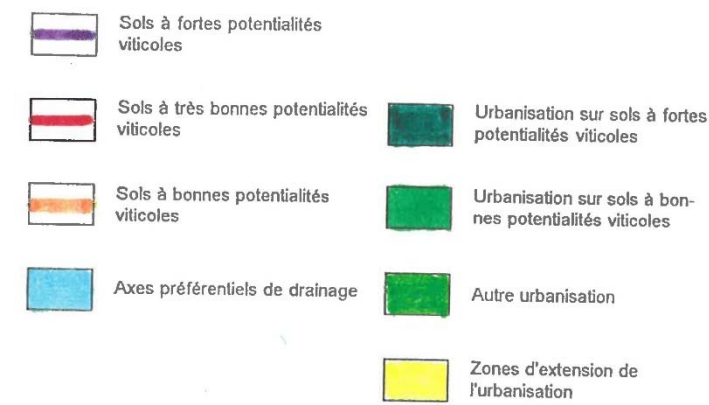 Sols à fortes potentialités
viticoles
Sols à très bonnes potentialités
viticoles
Sols à bonnes potentialités
viticoles
Axes préférentiels de drainage
Urbanisation sur sols à fortes
potentialités viticoles
Urbanisation sur sols à bon-
nes potentialités viticoles
Autre urbanisation
Zones d'extension de
l'urbanisation